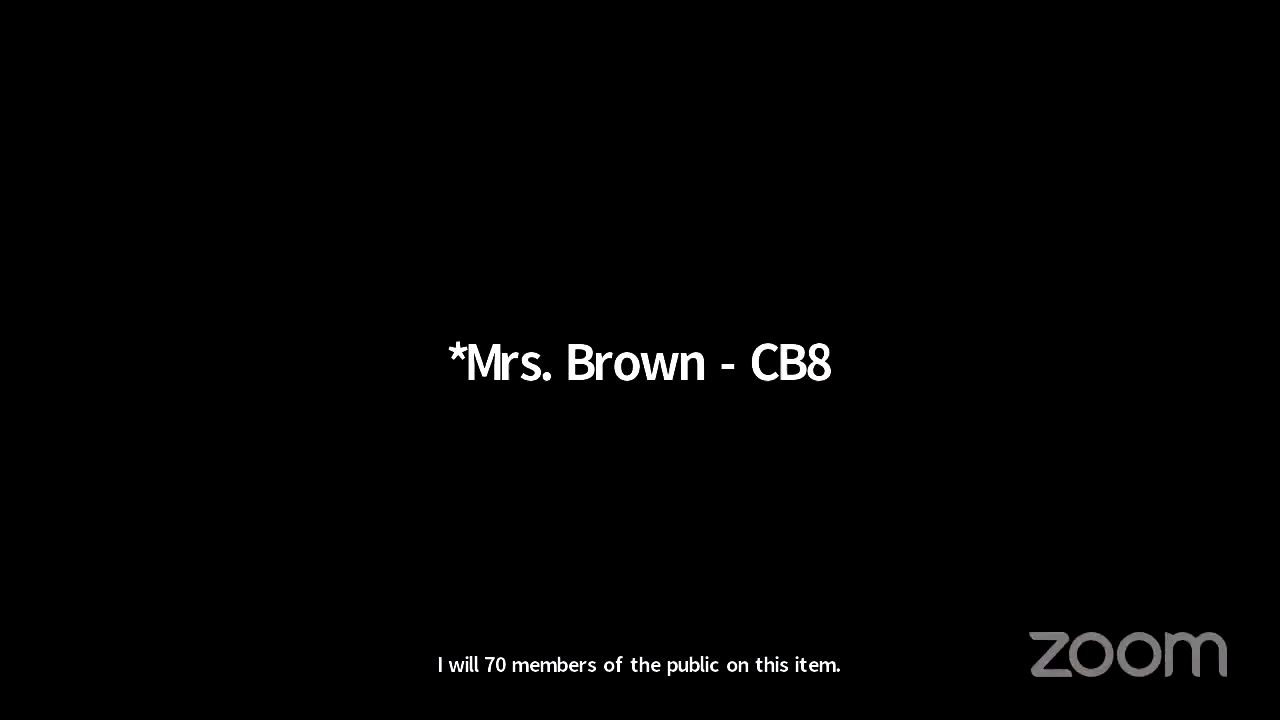 *Mrs. Brown - CB8
I will 70 members of the public on this item.
zoom